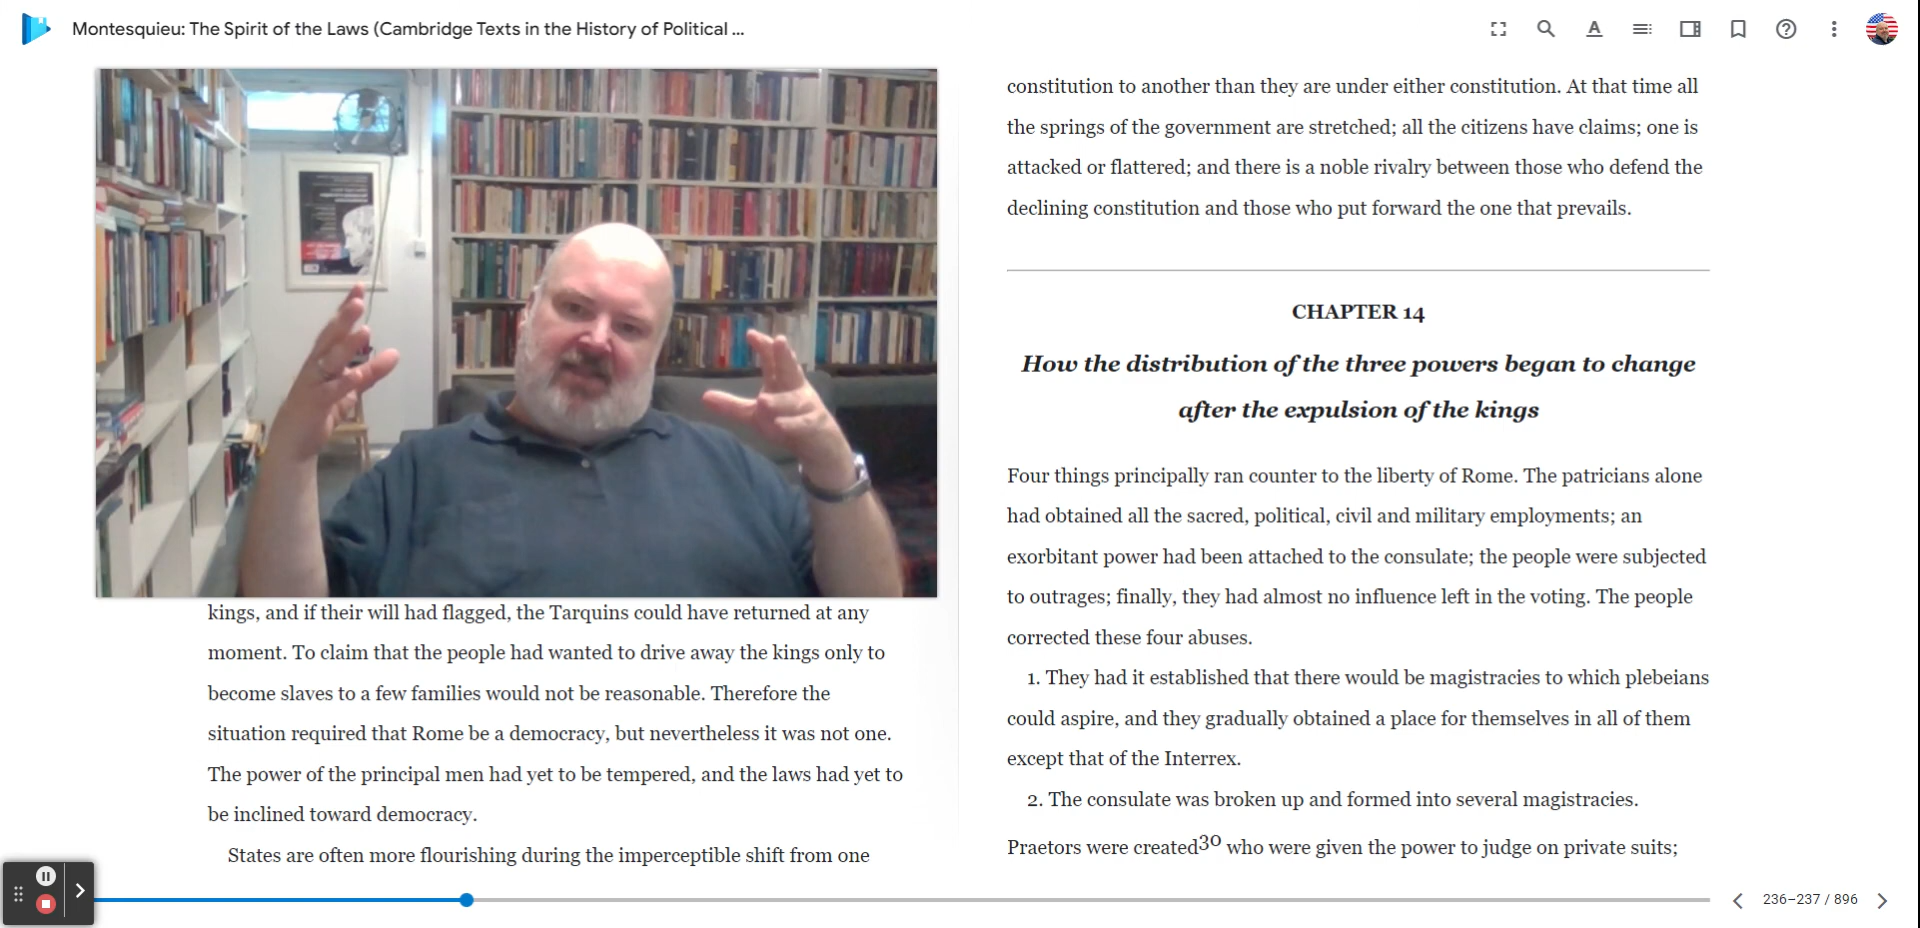 Montesquieu: The Spirit of the Laws (Cambridge Texts in the History of Political ...
kings, and if their will had flagged, the Tarquins could have returned at any
moment. To claim that the people had wanted to drive away the kings only to
become slaves to a few families would not be reasonable. Therefore the
situation required that Rome be a democracy, but nevertheless it was not one.
The power of the principal men had yet to be tempered, and the laws had yet to
be inclined toward democracy.
States are often more flourishing during the imperceptible shift from one
constitution to another than they are under either constitution. At that time all
the springs of the government are stretched; all the citizens have claims; one is
attacked or flattered; and there is a noble rivalry between those who defend the
declining constitution and those who put forward the one that prevails.
CHAPTER 14
How the distribution of the three powers began to change
after the expulsion of the kings
Four things principally ran counter to the liberty of Rome. The patricians alone
had obtained all the sacred, political, civil and military employments; an
exorbitant power had been attached to the consulate; the people were subjected
to outrages; finally, they had almost no influence left in the voting. The people
corrected these four abuses.
1. They had it established that there would be magistracies to which plebeians
could aspire, and they gradually obtained a place for themselves in all of them
except that of the Interrex.
2. The consulate was broken up and formed into several magistracies.
Praetors were created30 who were given the power to judge on private suits;
236–237 / 896